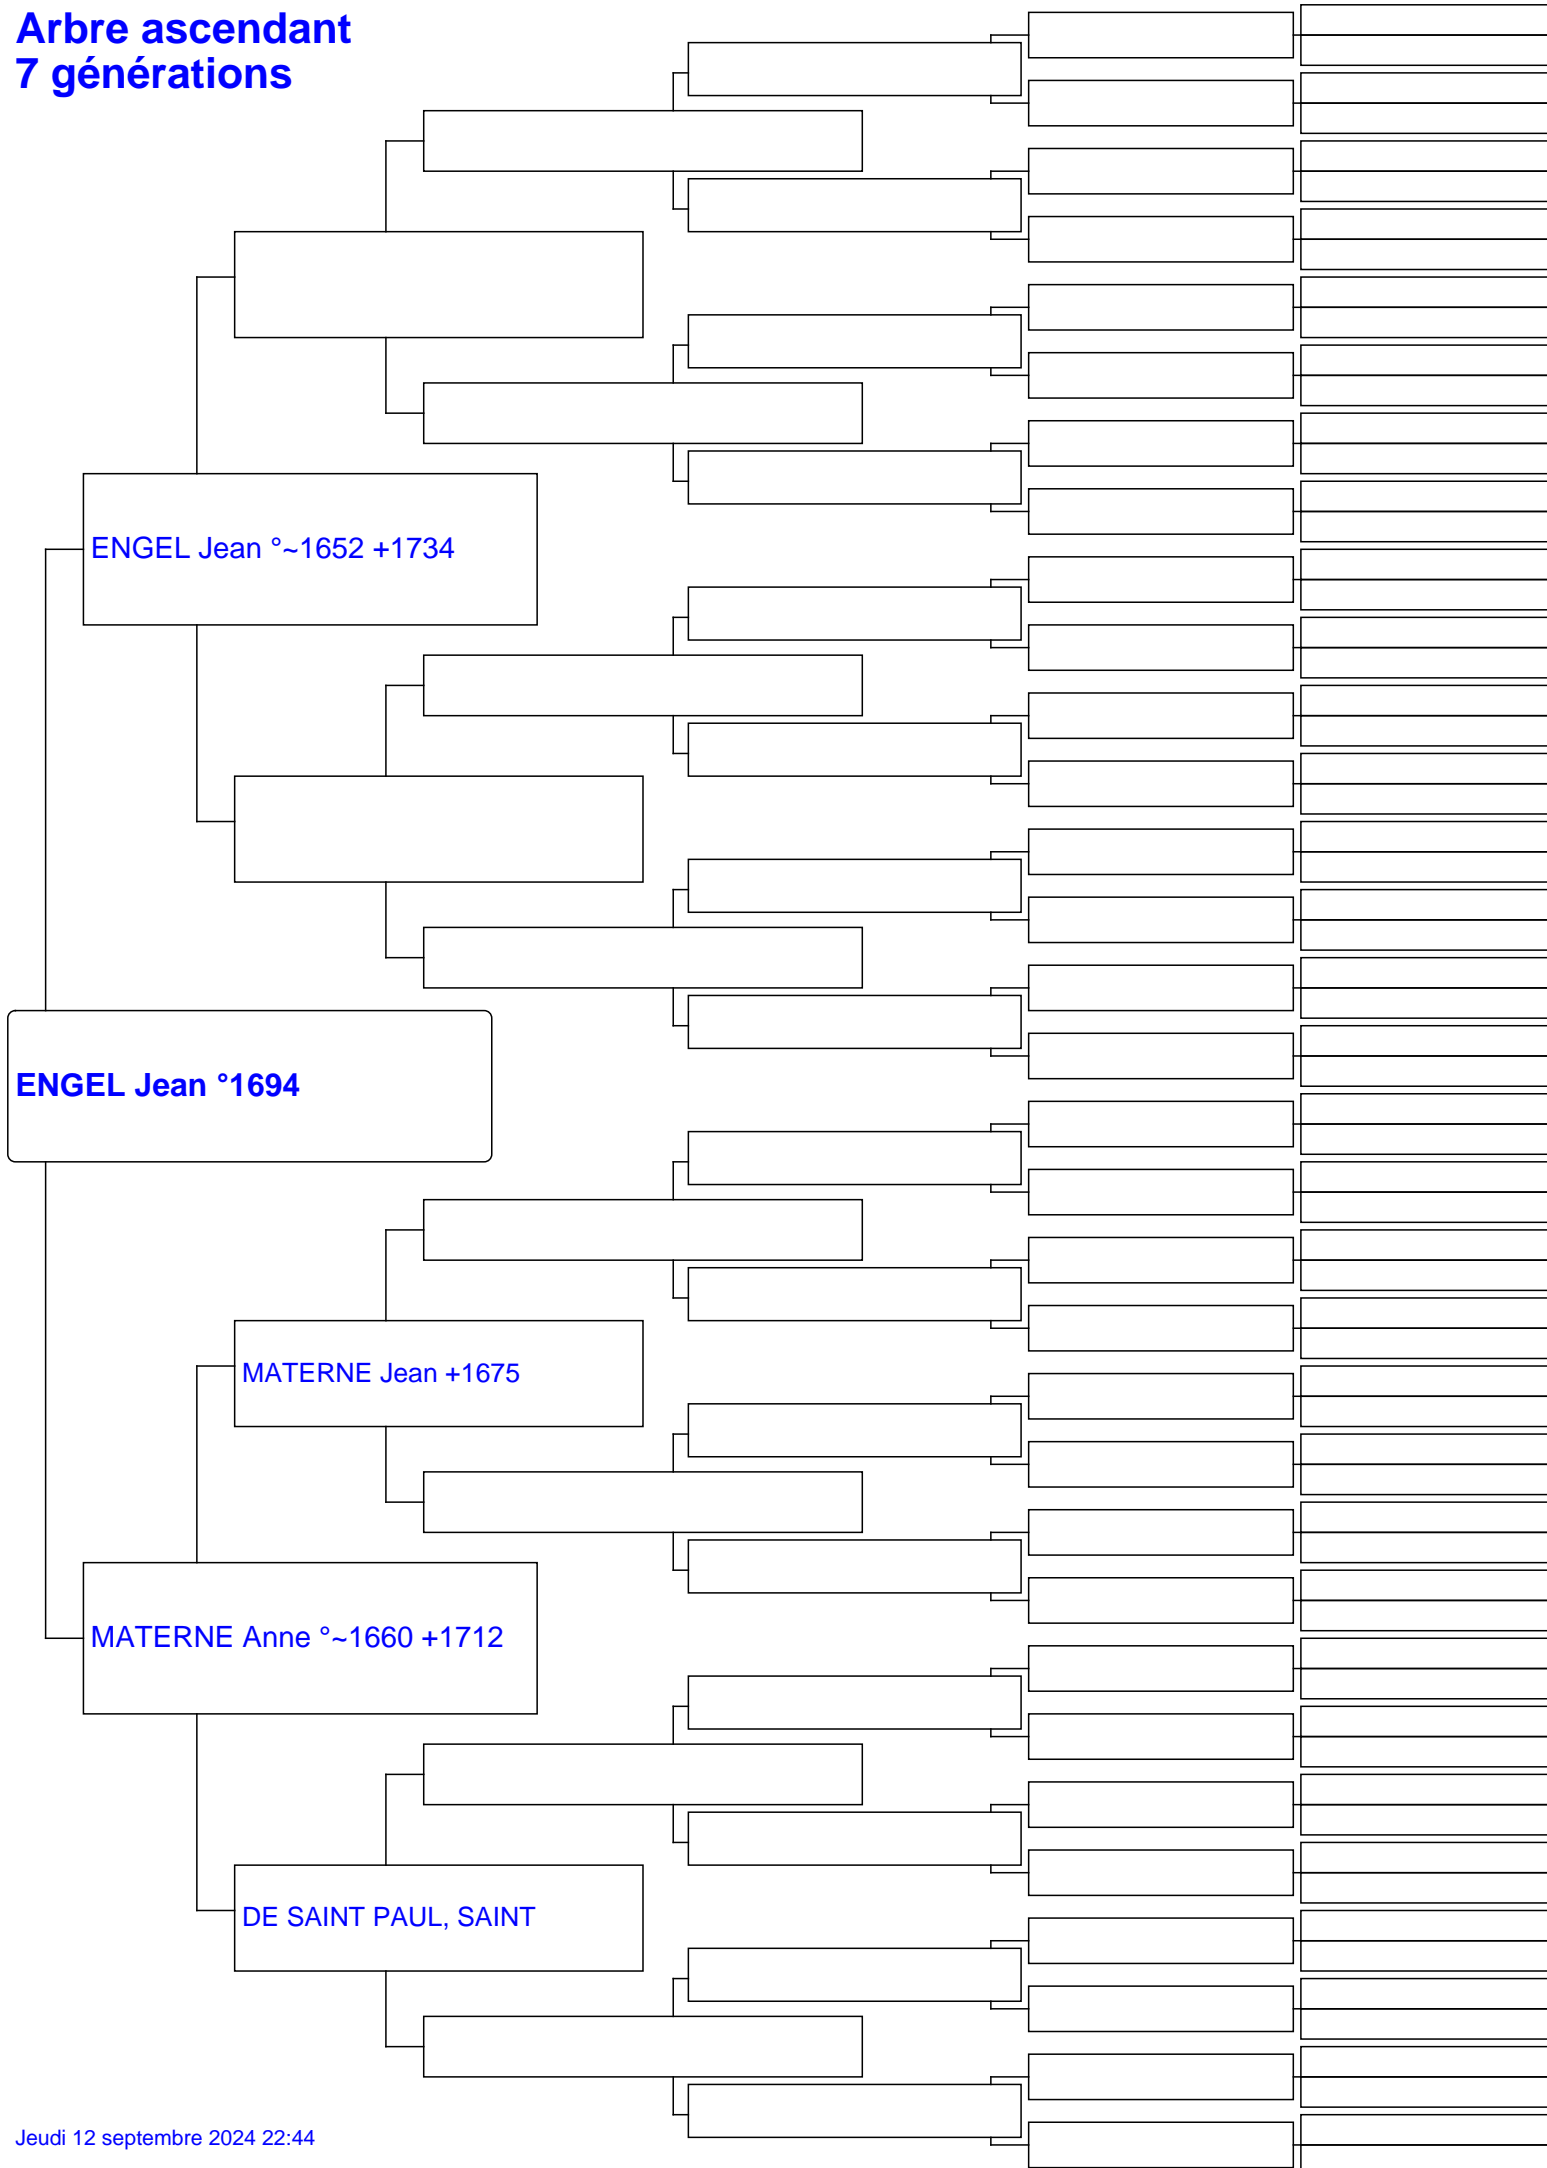 Arbre ascendant
7 générations
ENGEL Jean °~1652 +1734
ENGEL Jean °1694
MATERNE Jean +1675
MATERNE Anne °~1660 +1712
DE SAINT PAUL, SAINT
Jeudi 12 septembre 2024 22:44